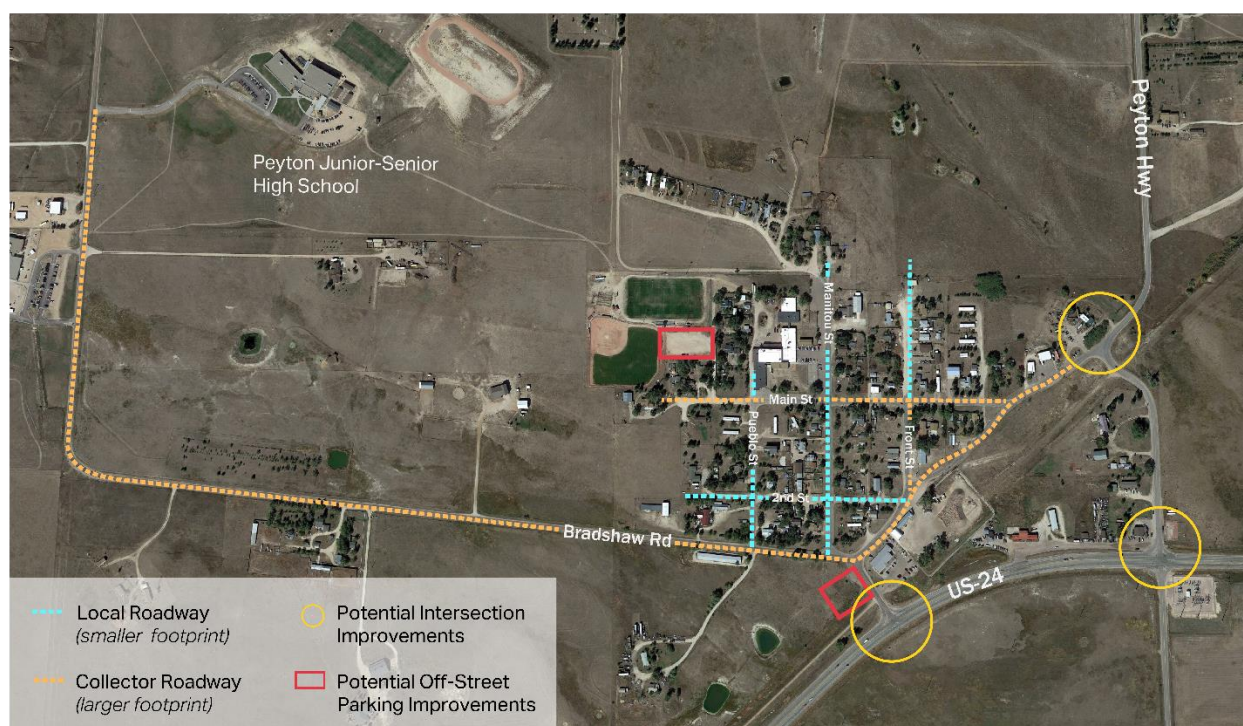 Peyton Hwy
Peyton Junior-Senior
High School
Manitou St
Main St
Pueblo St
Front St
2nd St
Bradshaw Rd
US-24
Local Roadway
(smaller footprint)
Potential Intersection
Improvements
Collector Roadway
(larger footprint)
Potential Off-Street
Parking Improvements